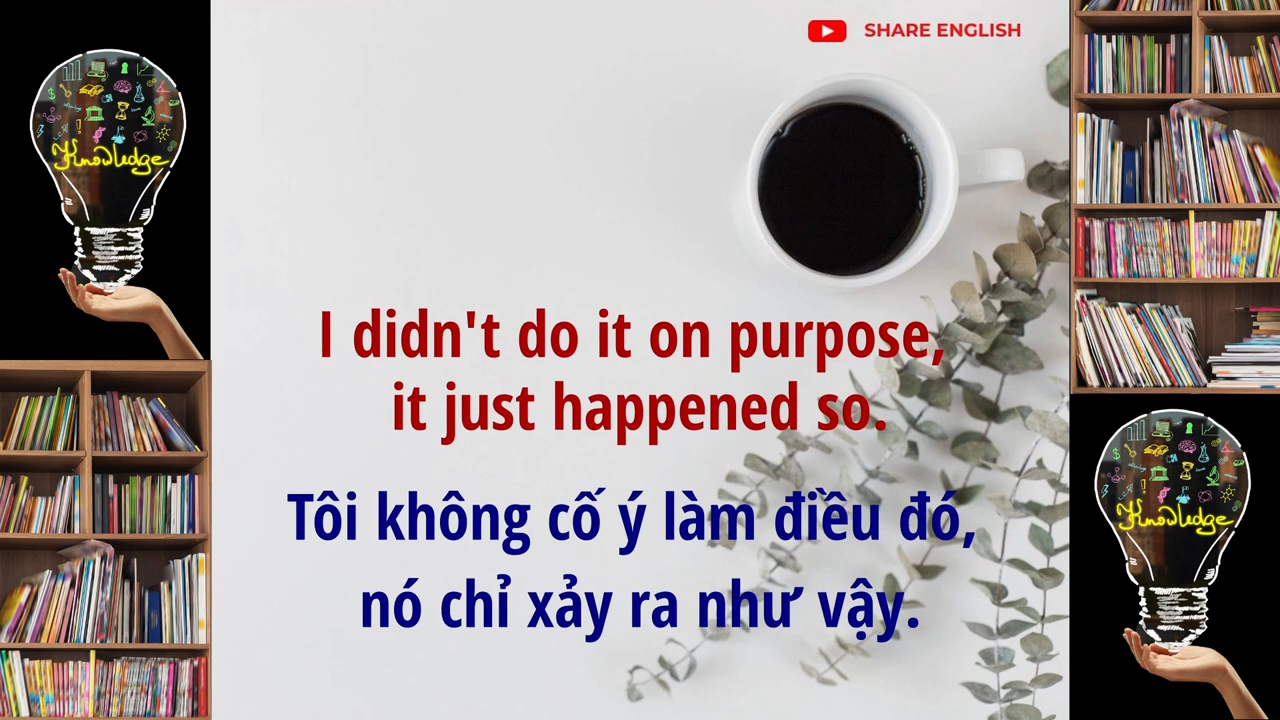 SHARE ENGLISH
Knowledge
I didn't do it on purpose,
it just happened so.
Tôi không cố ý làm điều đó,
nó chỉ xảy ra như vậy.
Knowledge